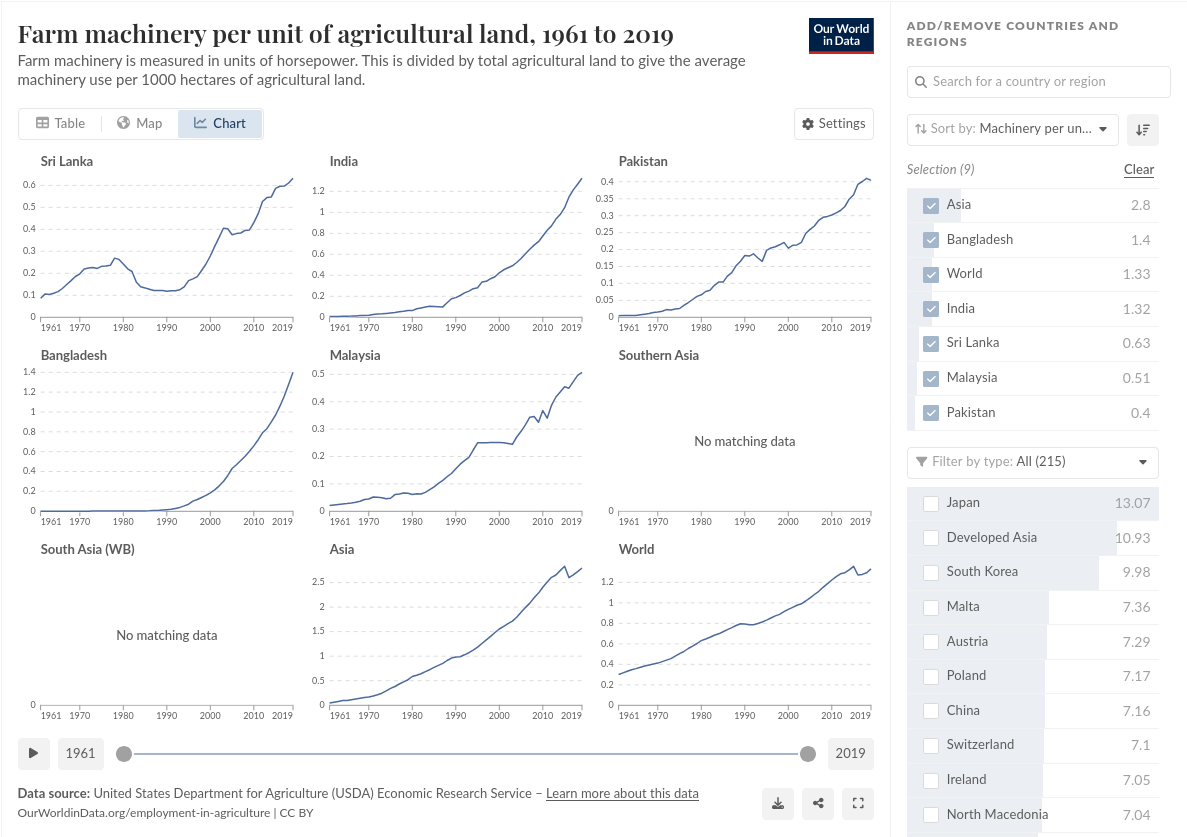 Farm machinery per unit of agricultural land, 1961 to 2019
Farm machinery is measured in units of horsepower. This is divided by total agricultural land to give the average
machinery use per 1000 hectares of agricultural land.
Our World
in Data
Table
Map
Chart
Settings
Sri Lanka
0.6
0.5
0.4
0.3
0.2
0.1
0
1961 1970 1980 1990 2000 2010 2019
India
1.2
1
0.8
0.6
0.4
0.2
0
1961 1970 1980 1990 2000 2010 2019
Pakistan
0.4
0.35
0.3
0.25
0.2
0.15
0.1
0.05
0
1961 1970 1980 1990 2000 2010 2019
Bangladesh
1.4
1.2
1
0.8
0.6
0.4
0.2
0
1961 1970 1980 1990 2000 2010 2019
Malaysia
0.5
0.4
0.3
0.2
0.1
0
1961 1970 1980 1990 2000 2010 2019
Southern Asia
No matching data
0
1961 1970 1980 1990 2000 2010 2019
South Asia (WB)
No matching data
0
1961 1970 1980 1990 2000 2010 2019
Asia
2.5
2
1.5
1
0.5
0
1961 1970 1980 1990 2000 2010 2019
World
1.2
1
0.8
0.6
0.4
0.2
0
1961 1970 1980 1990 2000 2010 2019
1961
2019
Data source: United States Department for Agriculture (USDA) Economic Research Service – Learn more about this data
OurWorldinData.org/employment-in-agriculture | CC BY
ADD/REMOVE COUNTRIES AND
REGIONS
Search for a country or region
Sort by: Machinery per un...
Selection (9)
Clear
Asia 2.8
Bangladesh 1.4
World 1.33
India 1.32
Sri Lanka 0.63
Malaysia 0.51
Pakistan 0.4
Filter by type: All (215)
Japan 13.07
Developed Asia 10.93
South Korea 9.98
Malta 7.36
Austria 7.29
Poland 7.17
China 7.16
Switzerland 7.1
Ireland 7.05
North Macedonia 7.04